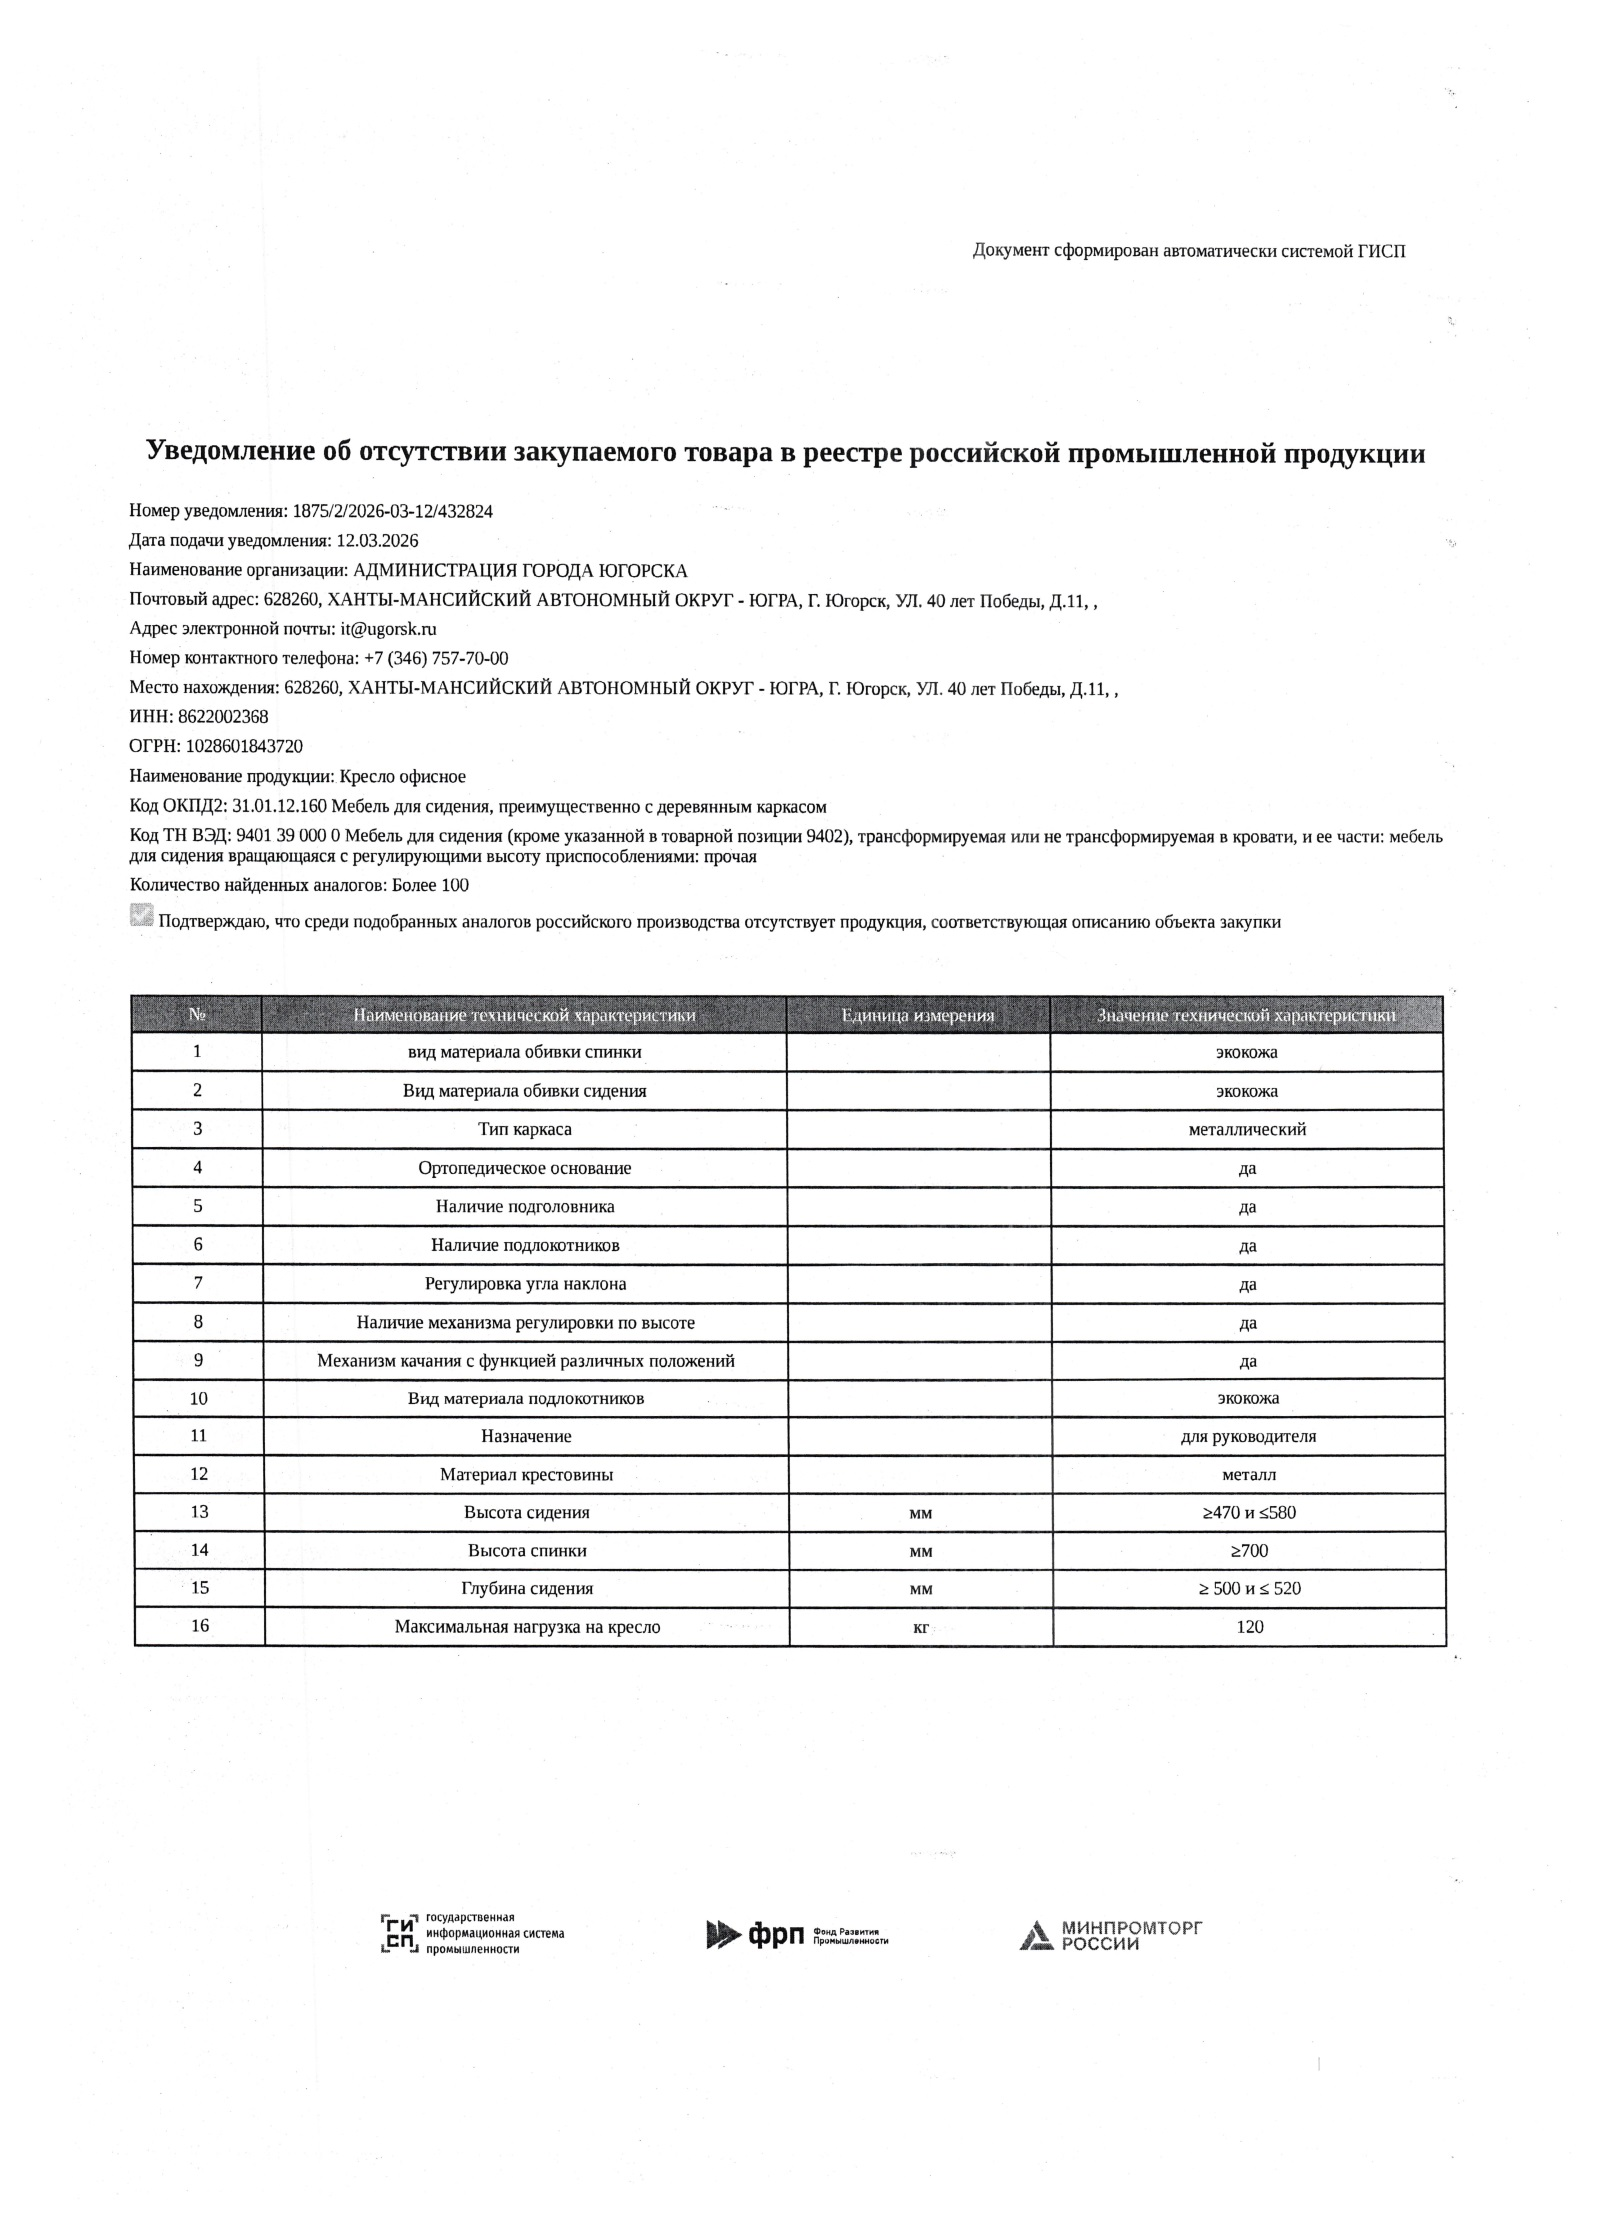 Документ сформирован автоматически системой ГИСП
Уведомление об отсутствии закупаемого товара в реестре российской промышленной продукции
Номер уведомления: 1875/2/2026-03-12/432824
Дата подачи уведомления: 12.03.2026
Наименование организации: АДМИНИСТРАЦИЯ ГОРОДА ЮГОРСКА
Почтовый адрес: 628260, ХАНТЫ-МАНСИЙСКИЙ АВТОНОМНЫЙ ОКРУГ - ЮГРА, Г. Югорск, УЛ. 40 лет Победы, Д.11, ,
Адрес электронной почты: it@ugorsk.ru
Номер контактного телефона: +7 (346) 757-70-00
Место нахождения: 628260, ХАНТЫ-МАНСИЙСКИЙ АВТОНОМНЫЙ ОКРУГ - ЮГРА, Г. Югорск, УЛ. 40 лет Победы, Д.11, ,
ИНН: 8622002368
ОГРН: 1028601843720
Наименование продукции: Кресло офисное
Код ОКПД2: 31.01.12.160 Мебель для сидения, преимущественно с деревянным каркасом
Код ТН ВЭД: 9401 39 000 0 Мебель для сидения (кроме указанной в товарной позиции 9402), трансформируемая или не трансформируемая в кровати, и ее части: мебель
для сидения вращающаяся с регулирующими высоту приспособлениями: прочая
Количество найденных аналогов: Более 100
Подтверждаю, что среди подобранных аналогов российского производства отсутствует продукция, соответствующая описанию объекта закупки
№ Наименование технической характеристики Единица измерения Значение технической характеристики
1 вид материала обивки спинки экокожа
2 Вид материала обивки сидения экокожа
3 Тип каркаса металлический
4 Ортопедическое основание да
5 Наличие подголовника да
6 Наличие подлокотников да
7 Регулировка угла наклона да
8 Наличие механизма регулировки по высоте да
9 Механизм качания с функцией различных положений да
10 Вид материала подлокотников экокожа
11 Назначение для руководителя
12 Материал крестовины металл
13 Высота сидения мм ≥470 и ≤580
14 Высота спинки мм ≥700
15 Глубина сидения мм ≥ 500 и ≤ 520
16 Максимальная нагрузка на кресло кг 120
ГИСП государственная
информационная система
промышленности
фрп Фонд Развития
Промышленности
МИНПРОМТОРГ
РОССИИ